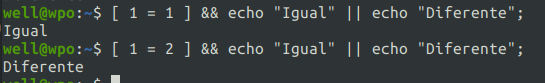 well@wpo:~$ [ 1 = 1 ] && echo "Igual" || echo "Diferente";
Igual
well@wpo:~$ [ 1 = 2 ] && echo "Igual" || echo "Diferente";
Diferente
well@wpo:~$